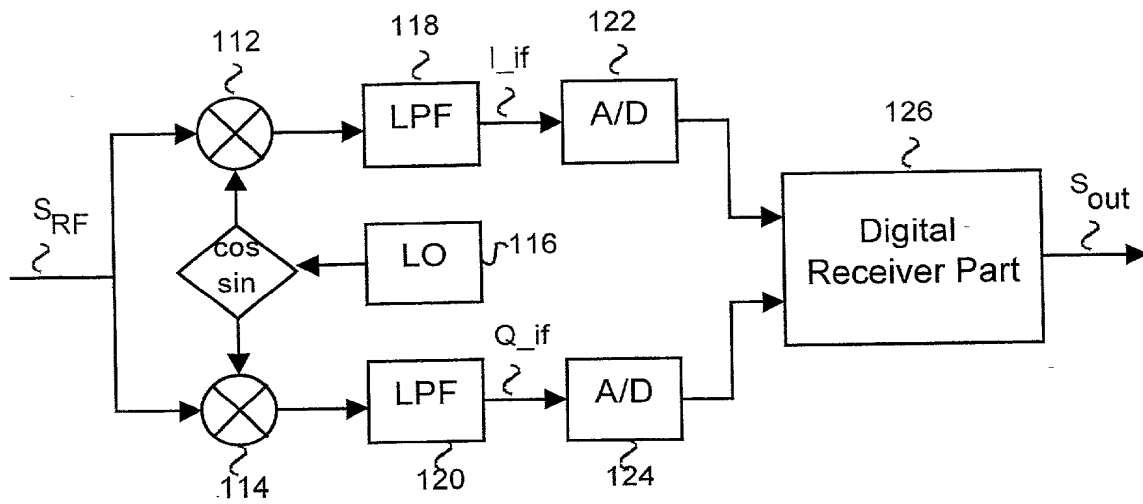 112
118
I_if
122
LPF
A/D
126
S_RF
cos
sin
LO
116
Digital
Receiver Part
S_out
Q_if
LPF
A/D
114
120
124